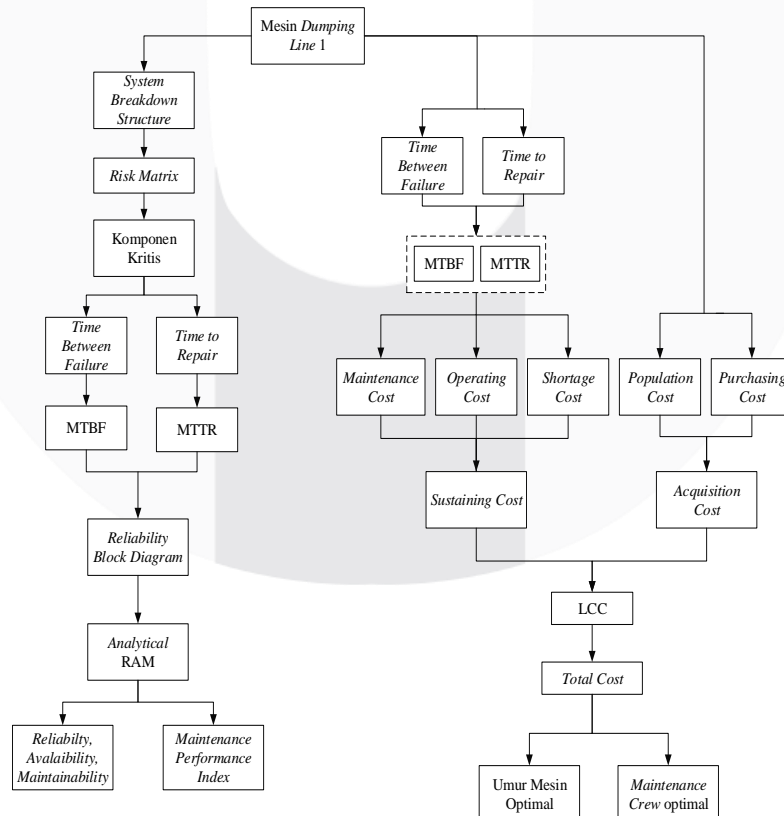 Mesin Dumping
Line 1
System
Breakdown
Structure
Risk Matrix
Komponen
Kritis
Time
Between
Failure
Time to
Repair
MTBF
MTTR
Reliability
Block Diagram
Analytical
RAM
Reliabilty,
Avalaibility,
Maintainability
Maintenance
Performance
Index
Time
Between
Failure
Time to
Repair
MTBF
MTTR
Maintenance
Cost
Operating
Cost
Shortage
Cost
Population
Cost
Purchasing
Cost
Sustaining Cost
Acquisition
Cost
LCC
Total Cost
Umur Mesin
Optimal
Maintenance
Crew optimal